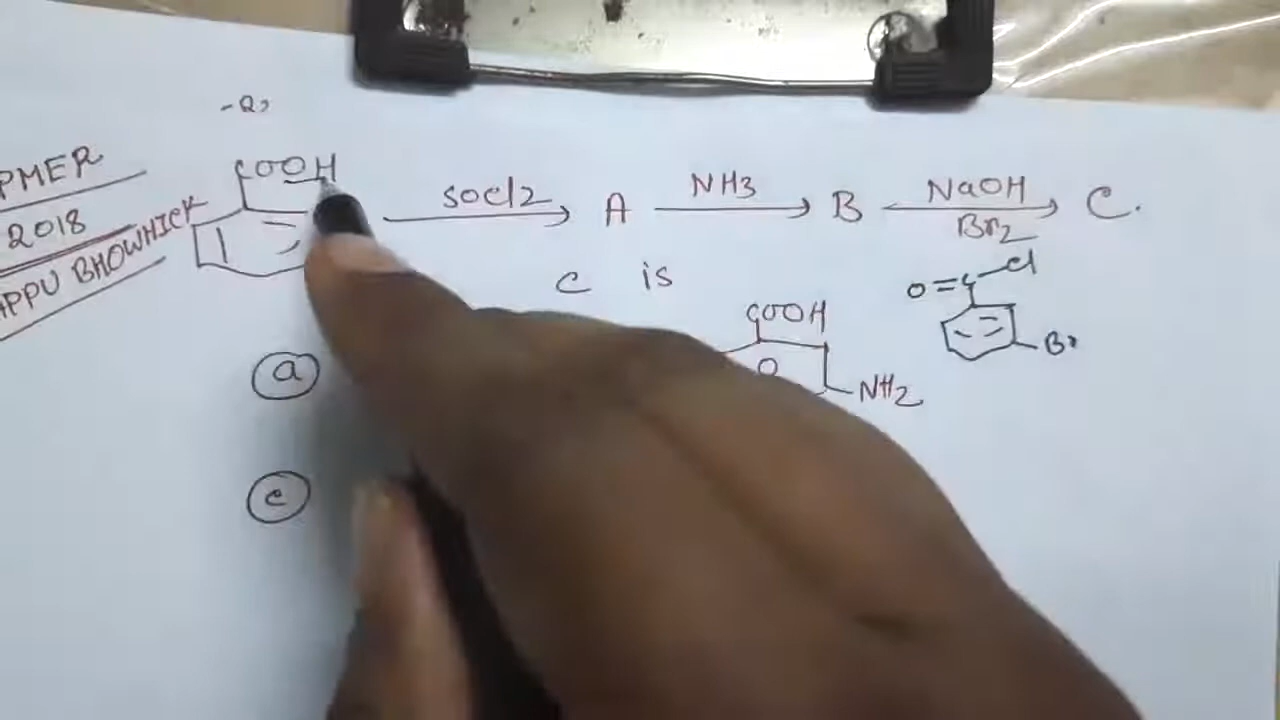 -Q,
PMER
2018
APPU BHOWMICK
COOH
SOCl2 A NH3 B NaOH Br2 C.
C is
O=C Cl
Br
COOH
NH2
a
c